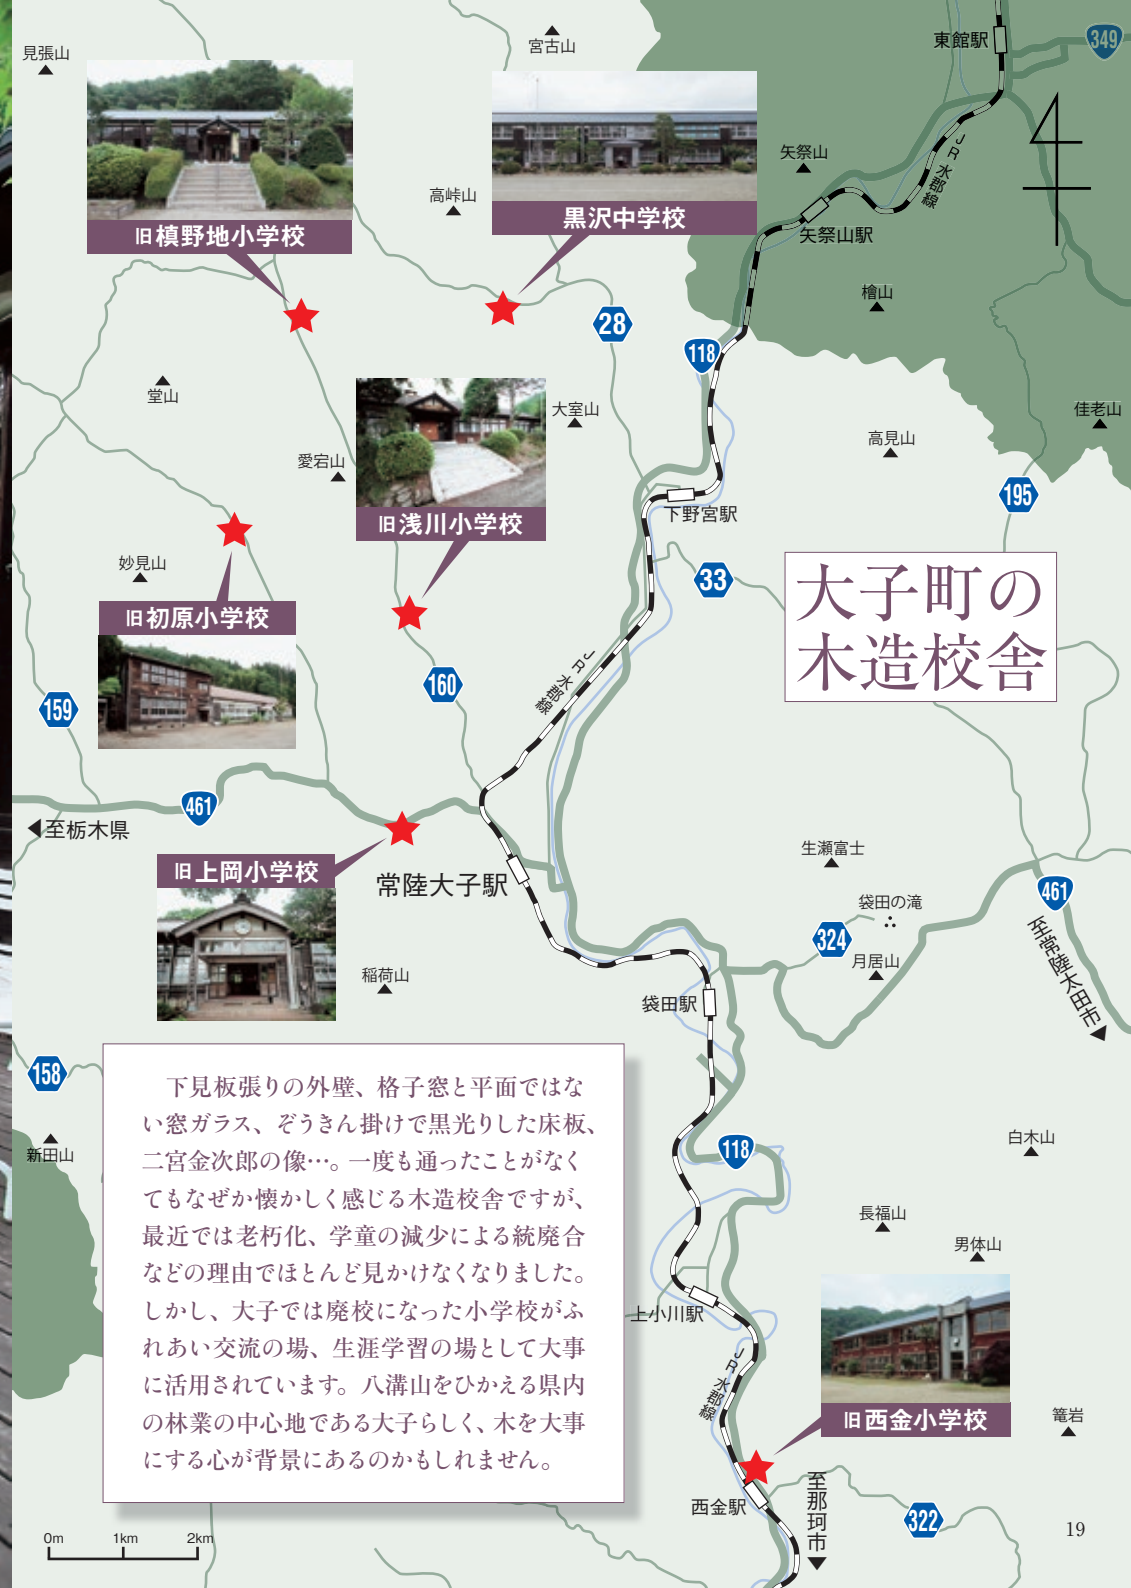 見張山
宮古山
東館駅
349
矢祭山
JR水郡線
高峠山
黒沢中学校
旧槙野地小学校
矢祭山駅
檜山
28
118
堂山
大室山
佳老山
高見山
愛宕山
195
下野宮駅
旧浅川小学校
妙見山
33
大子町の
木造校舎
旧初原小学校
JR水郡線
160
159
461
至栃木県
生瀬富士
旧上岡小学校
常陸大子駅
461
袋田の滝
324
至常陸太田市
月居山
稲荷山
袋田駅
158
下見板張りの外壁、格子窓と平面ではな
い窓ガラス、ぞうきん掛けで黒光りした床板、
二宮金次郎の像…。一度も通ったことがなく
てもなぜか懐かしく感じる木造校舎ですが、
最近では老朽化、学童の減少による統廃合
などの理由でほとんど見かけなくなりました。
しかし、大子では廃校になった小学校がふ
れあい交流の場、生涯学習の場として大事
に活用されています。八溝山をひかえる県内
の林業の中心地である大子らしく、木を大事
にする心が背景にあるのかもしれません。
新田山
118
白木山
長福山
男体山
上小川駅
JR水郡線
旧西金小学校
篭岩
西金駅
至那珂市
322
0m 1km 2km
19